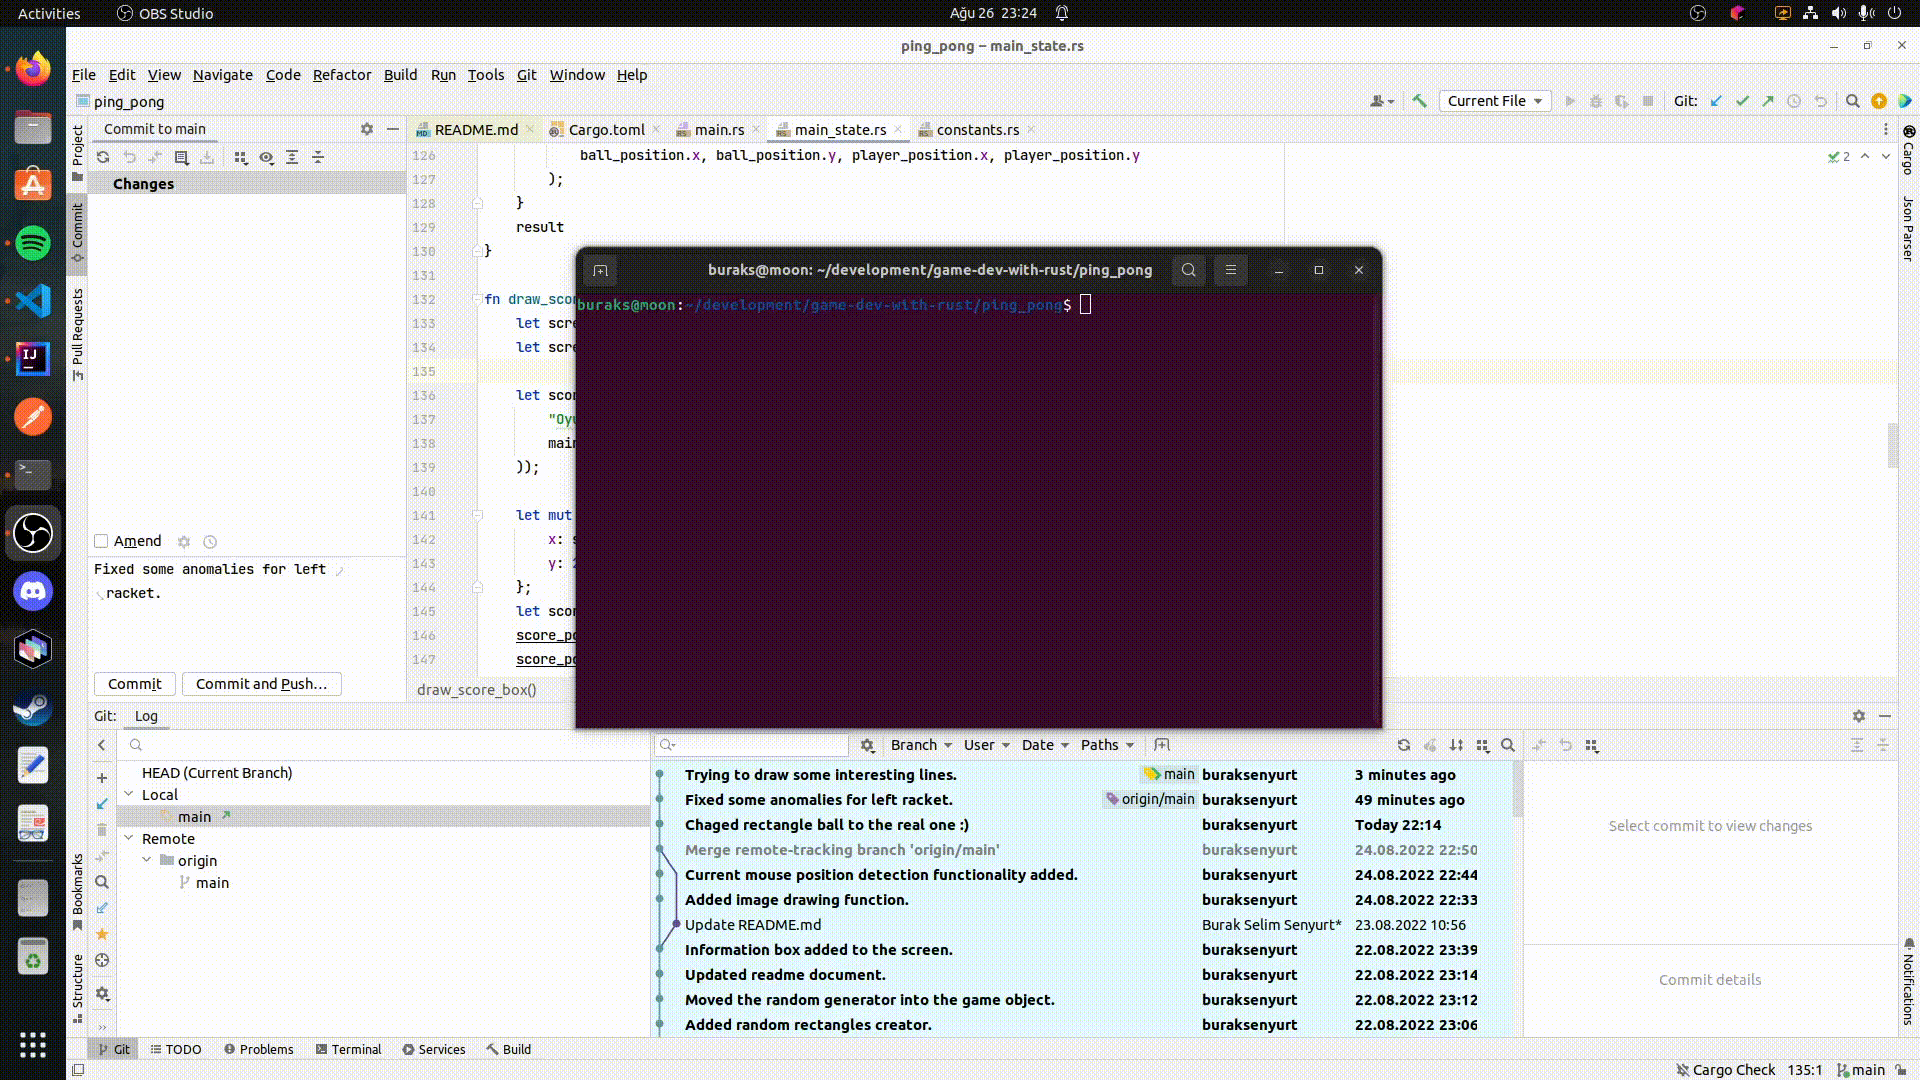 Activities
OBS Studio
Ağu 26 23:24
ping_pong – main_state.rs
File Edit View Navigate Code Refactor Build Run Tools Git Window Help
ping_pong
Current File
Git:
Project
Commit
Pull Requests
Bookmarks
Structure
Commit to main
Changes
Amend
Fixed some anomalies for left
racket.
Commit
Commit and Push...
README.md
Cargo.toml
main.rs
main_state.rs
constants.rs
2
126 ball_position.x, ball_position.y, player_position.x, player_position.y
127 );
128 }
129 result
130 }
131
132 fn draw_sco
133 let scre
134 let scre
135
136 let scor
137 "Oyu
138 main
139 ));
140
141 let mut
142 x: s
143 y: 2
144 };
145 let scor
146 score_po
147 score_po
draw_score_box()
buraks@moon: ~/development/game-dev-with-rust/ping_pong
buraks@moon:~/development/game-dev-with-rust/ping_pong$
Cargo
Json Parser
Notifications
Git: Log
HEAD (Current Branch)
Local
main
Remote
origin
main
Branch User Date Paths
Trying to draw some interesting lines. main buraksenyurt 3 minutes ago
Fixed some anomalies for left racket. origin/main buraksenyurt 49 minutes ago
Chaged rectangle ball to the real one :) buraksenyurt Today 22:14
Merge remote-tracking branch 'origin/main' buraksenyurt 24.08.2022 22:50
Current mouse position detection functionality added. buraksenyurt 24.08.2022 22:44
Added image drawing function. buraksenyurt 24.08.2022 22:33
Update README.md Burak Selim Senyurt* 23.08.2022 10:56
Information box added to the screen. buraksenyurt 22.08.2022 23:39
Updated readme document. buraksenyurt 22.08.2022 23:14
Moved the random generator into the game object. buraksenyurt 22.08.2022 23:12
Added random rectangles creator. buraksenyurt 22.08.2022 23:06
Select commit to view changes
Commit details
Git TODO Problems Terminal Services Build
Cargo Check 135:1 main